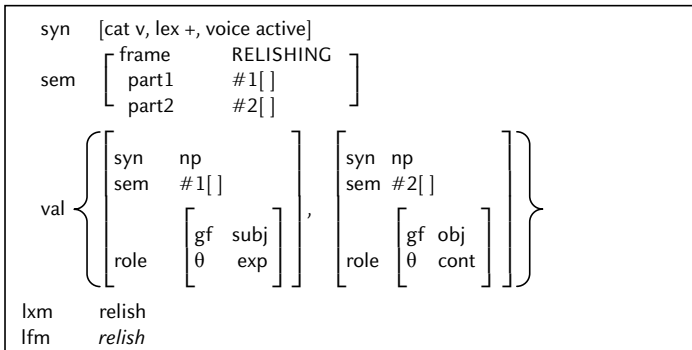 syn [cat v, lex +, voice active]
frame RELISHING
sem part1 #1[ ]
part2 #2[ ]
syn np syn np
sem #1[ ] sem #2[ ]
val ,
gf subj gf obj
role θ exp role θ cont
lxm relish
lfm relish